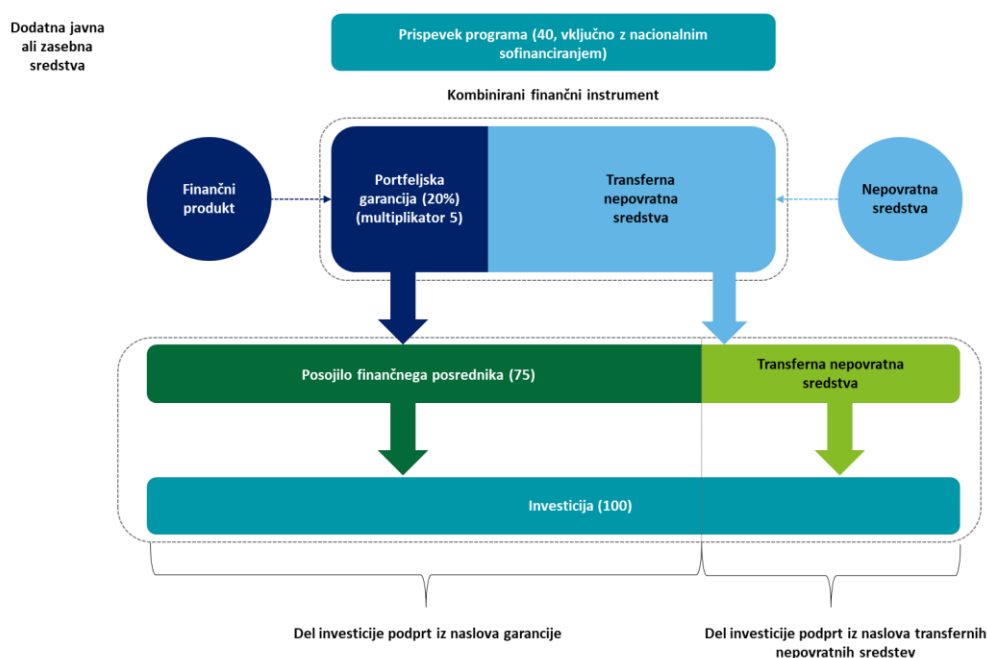 Dodatna javna
ali zasebna
sredstva
Prispevek programa (40, vključno z nacionalnim
sofinanciranjem)
Kombinirani finančni instrument
Finančni
produkt
Portfeljska
garancija (20%)
(multiplikator 5)
Transferna
nepovratna
sredstva
Nepovratna
sredstva
Posojilo finančnega posrednika (75)
Transferna nepovratna
sredstva
Investicija (100)
Del investicije podprt iz naslova garancije
Del investicije podprt iz naslova transfernih
nepovratnih sredstev